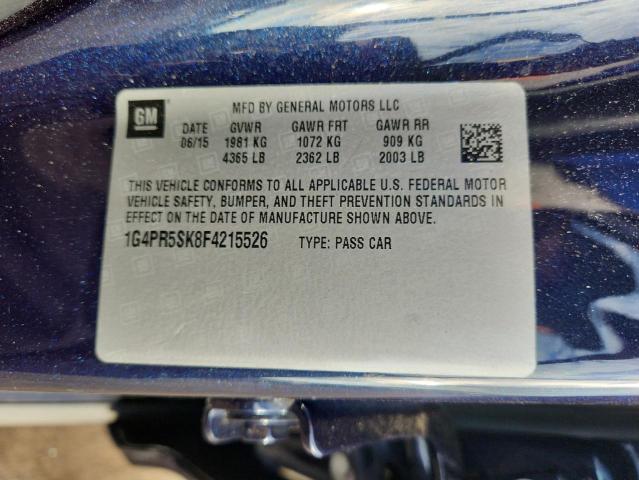 GM
MFD BY GENERAL MOTORS LLC
DATE GVWR GAWR FRT GAWR RR
06/15 1981 KG 1072 KG 909 KG
4365 LB 2362 LB 2003 LB
THIS VEHICLE CONFORMS TO ALL APPLICABLE U.S. FEDERAL MOTOR
VEHICLE SAFETY, BUMPER, AND THEFT PREVENTION STANDARDS IN
EFFECT ON THE DATE OF MANUFACTURE SHOWN ABOVE.
1G4PR5SK8F4215526 TYPE: PASS CAR